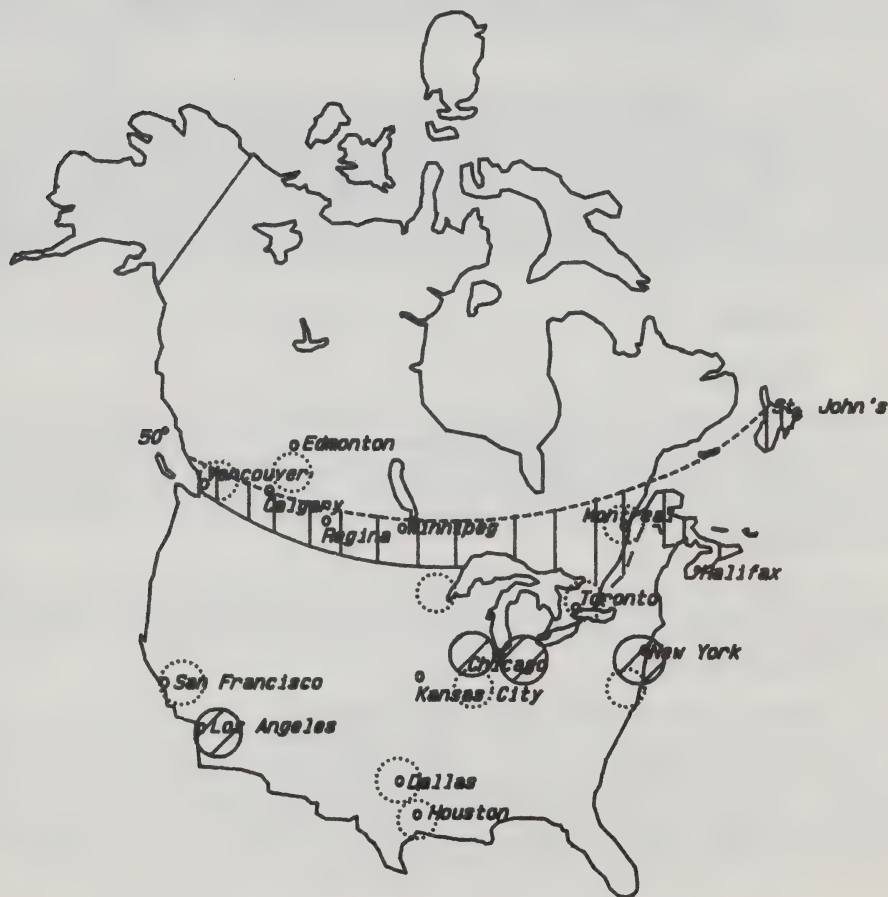 St. John's
50°
Edmonton
Vancouver
Calgary
Regina
Winnipeg
Montreal
Halifax
Toronto
New York
Chicago
Kansas City
San Francisco
Los Angeles
Dallas
Houston